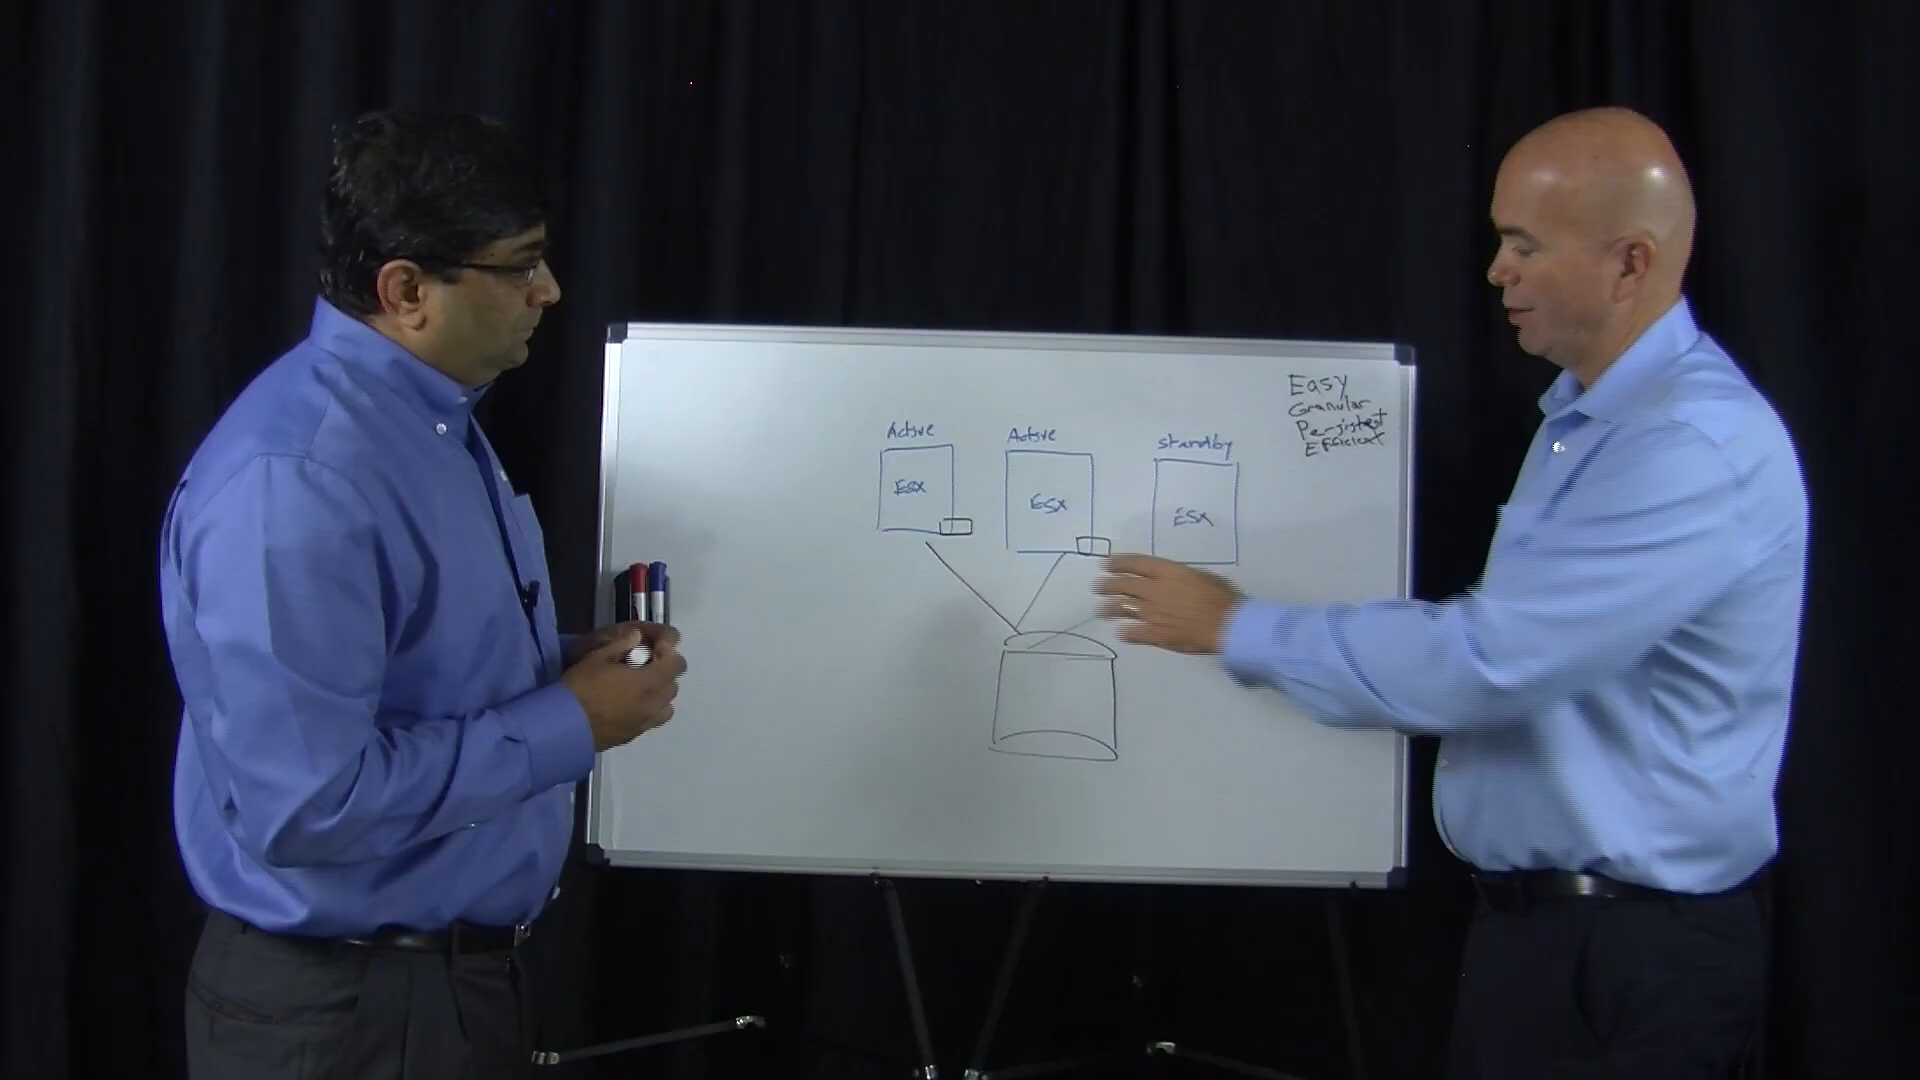 Easy
Granular
Persistent
Efficient
Active
Active
Standby
ESX
ESX
ESX